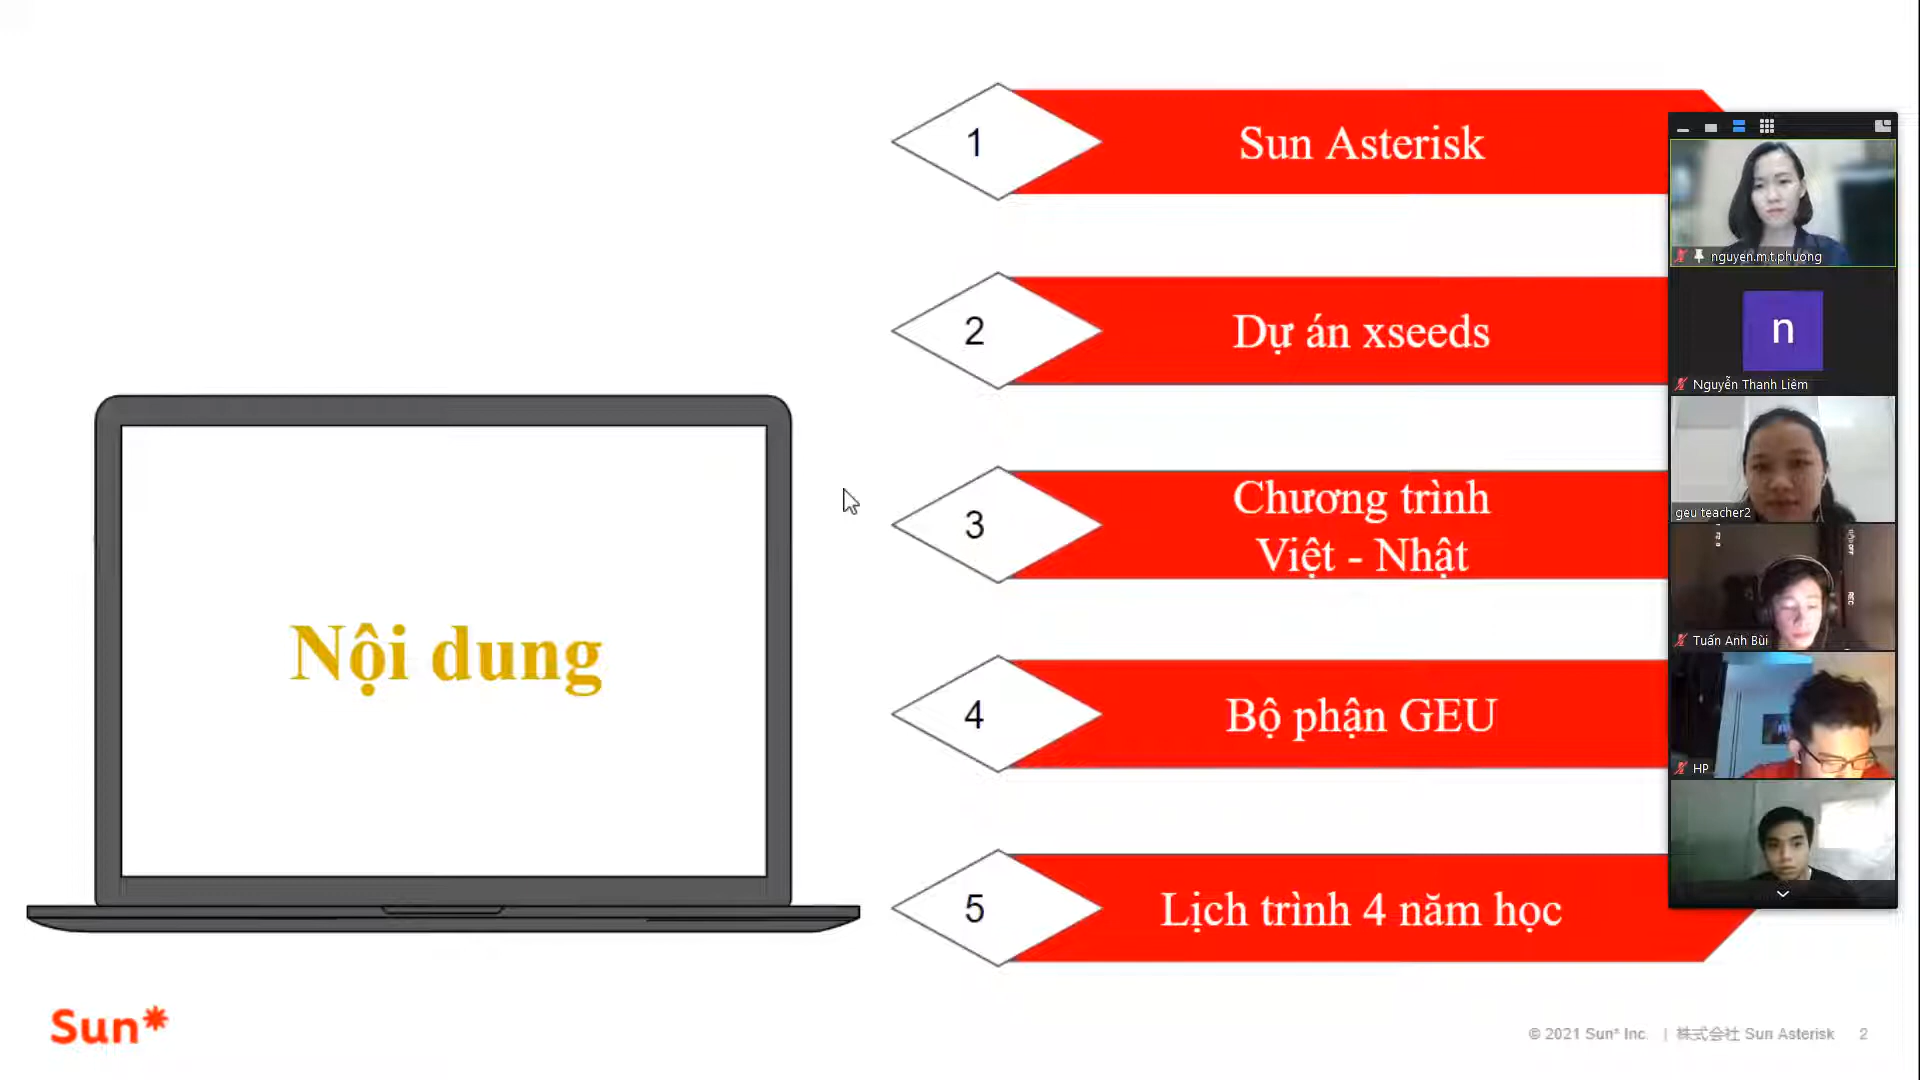 Nội dung
1
Sun Asterisk
2
Dự án xseeds
3
Chương trình
Việt - Nhật
4
Bộ phận GEU
5
Lịch trình 4 năm học
nguyen.m.t.phuong
n
Nguyễn Thanh Liêm
geu teacher2
REC
Tuấn Anh Bùi
HP
Sun*
© 2021 Sun* Inc. | 株式会社 Sun Asterisk 2